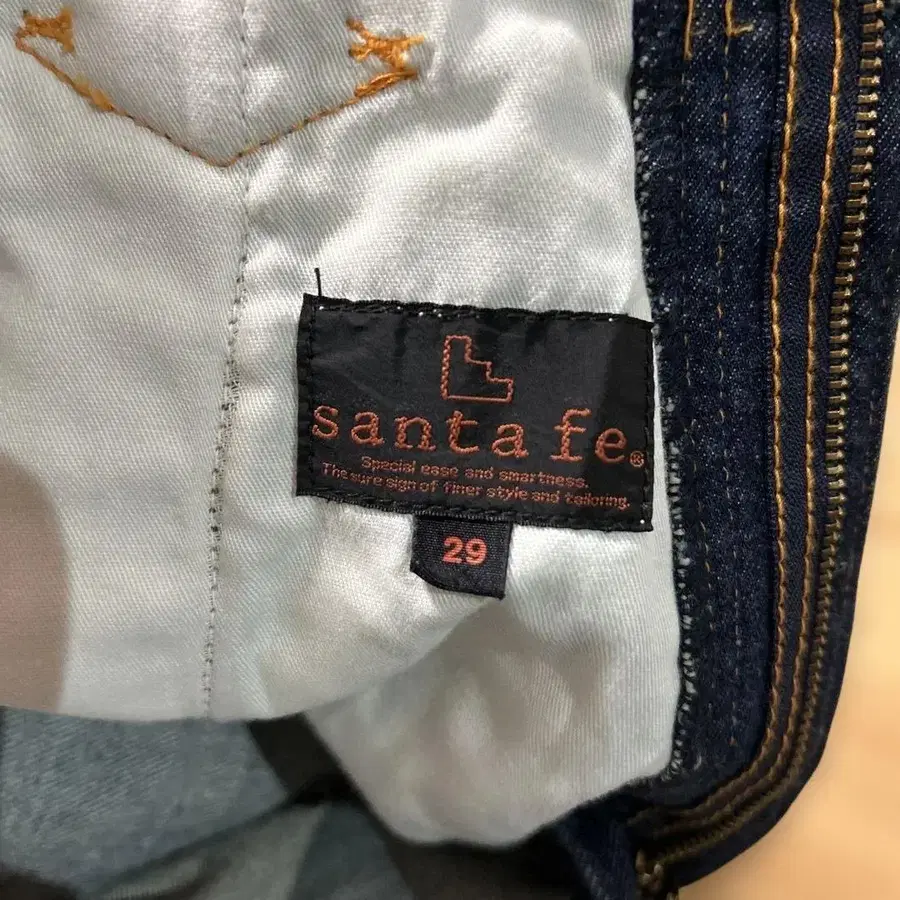 santa fe®
Special ease and smartness.
The sure sign of finer style and tailoring.
29